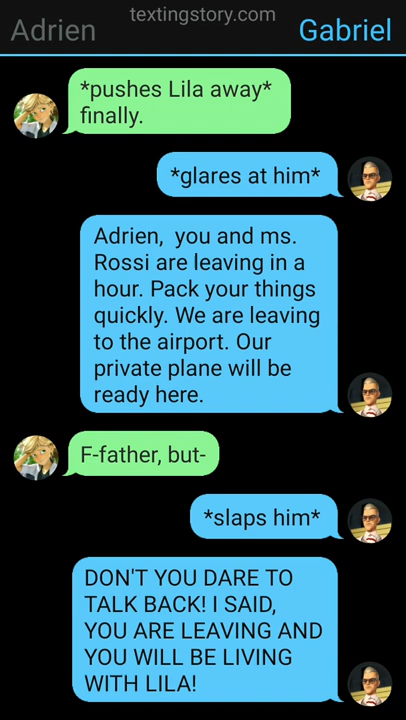 textingstory.com
Adrien
Gabriel
*pushes Lila away*
finally.
*glares at him*
Adrien,  you and ms.
Rossi are leaving in a
hour. Pack your things
quickly. We are leaving
to the airport. Our
private plane will be
ready here.
F-father, but-
*slaps him*
DON'T YOU DARE TO
TALK BACK! I SAID,
YOU ARE LEAVING AND
YOU WILL BE LIVING
WITH LILA!